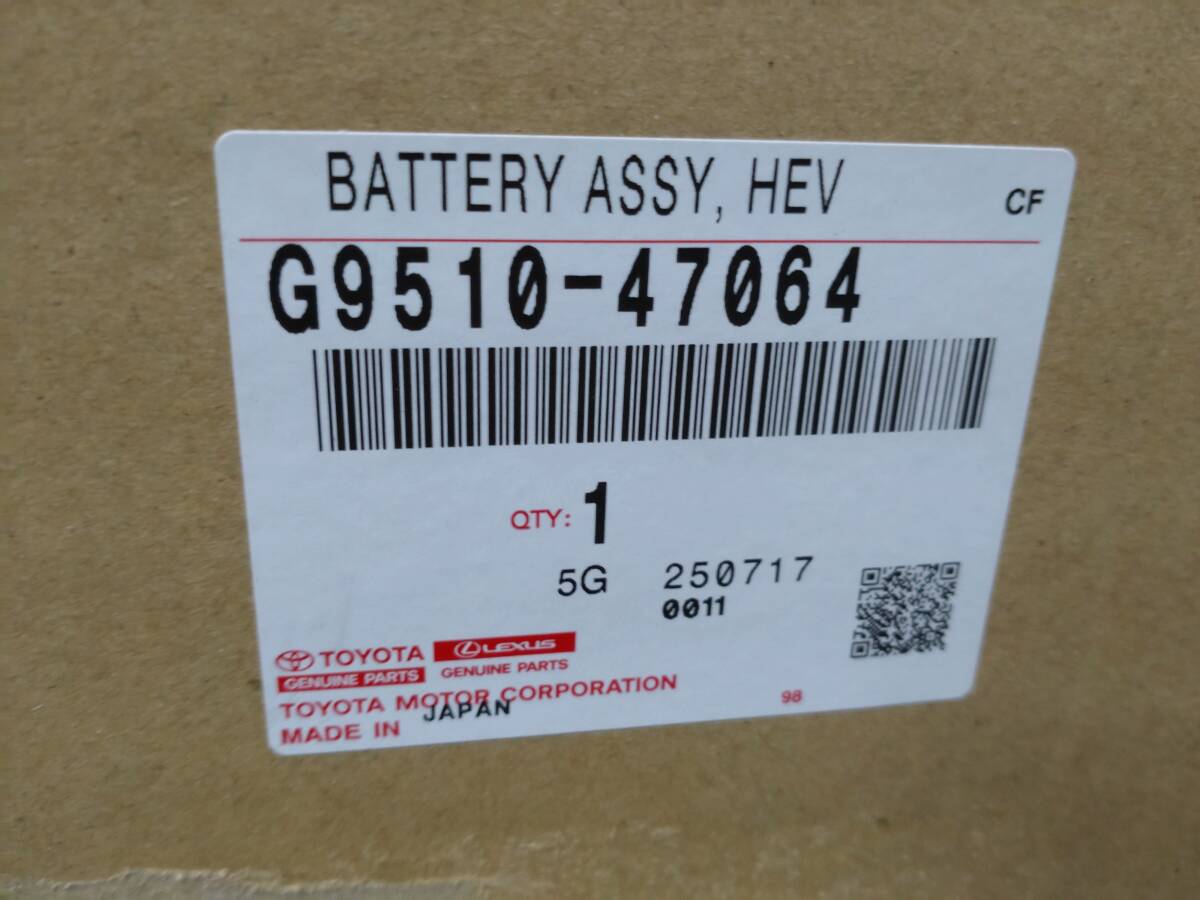 BATTERY ASSY, HEV
CF
G9510-47064
QTY: 1
5G 250717
0011
TOYOTA
GENUINE PARTS
LEXUS
GENUINE PARTS
TOYOTA MOTOR CORPORATION
MADE IN JAPAN
98